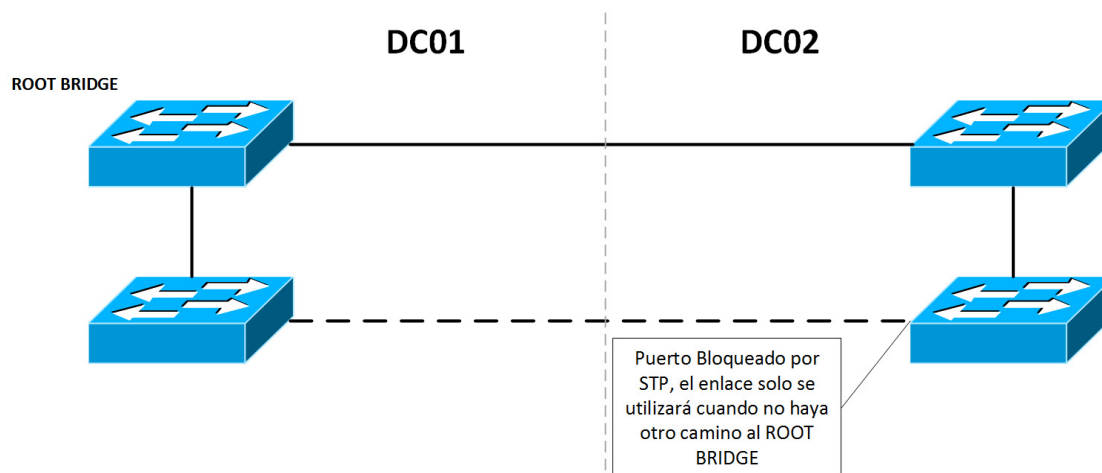 DC01
DC02
ROOT BRIDGE
Puerto Bloqueado por
STP, el enlace solo se
utilizará cuando no haya
otro camino al ROOT
BRIDGE